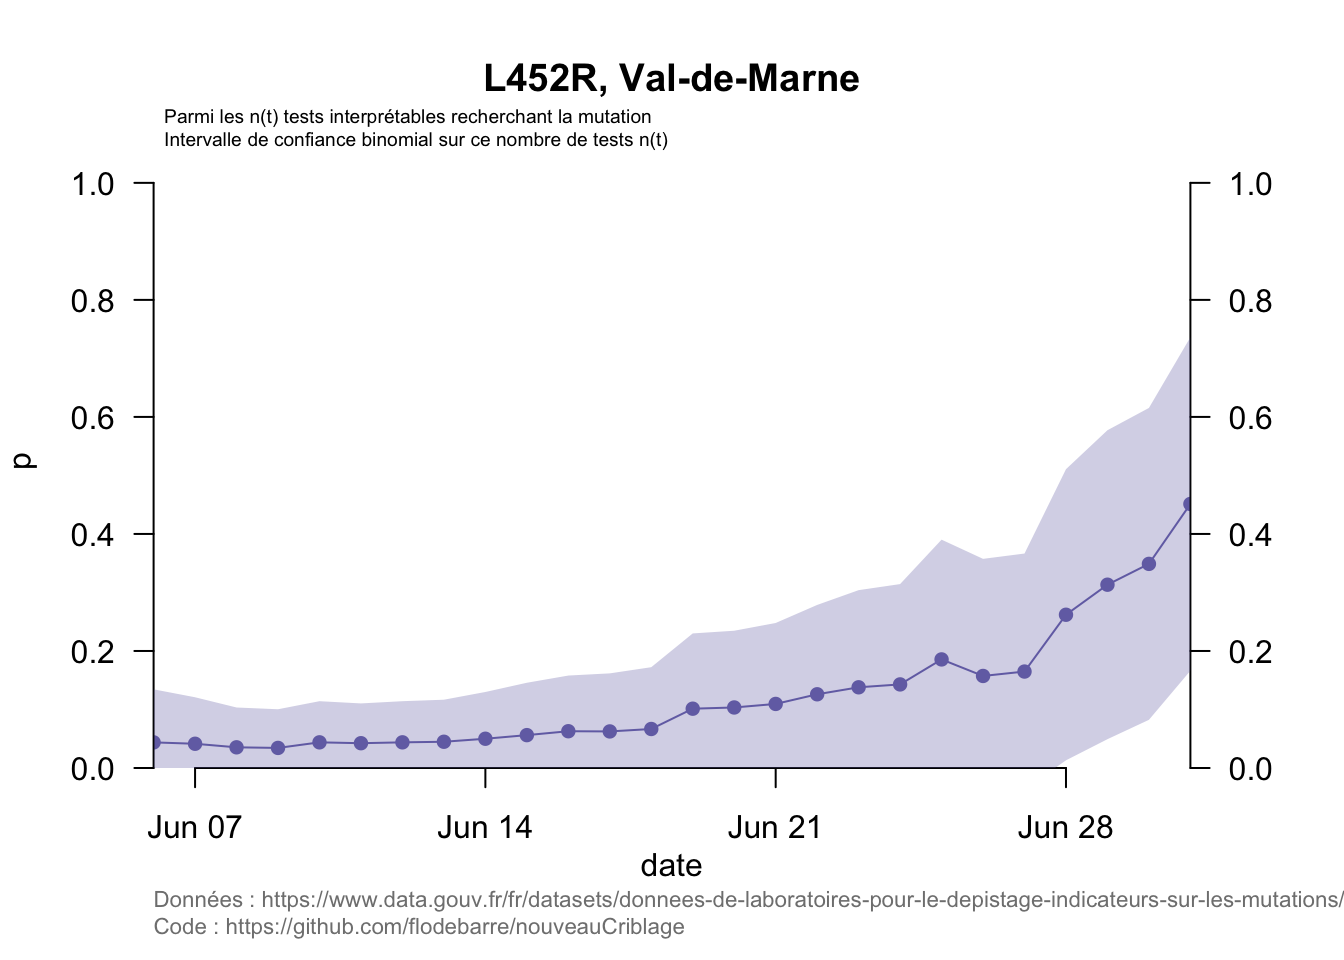 L452R, Val-de-Marne
Parmi les n(t) tests interprétables recherchant la mutation
Intervalle de confiance binomial sur ce nombre de tests n(t)
1.0
0.8
0.6
0.4
0.2
0.0
p
1.0
0.8
0.6
0.4
0.2
0.0
Jun 07 Jun 14 Jun 21 Jun 28
date
Données : https://www.data.gouv.fr/fr/datasets/donnees-de-laboratoires-pour-le-depistage-indicateurs-sur-les-mutations/
Code : https://github.com/flodebarre/nouveauCriblage